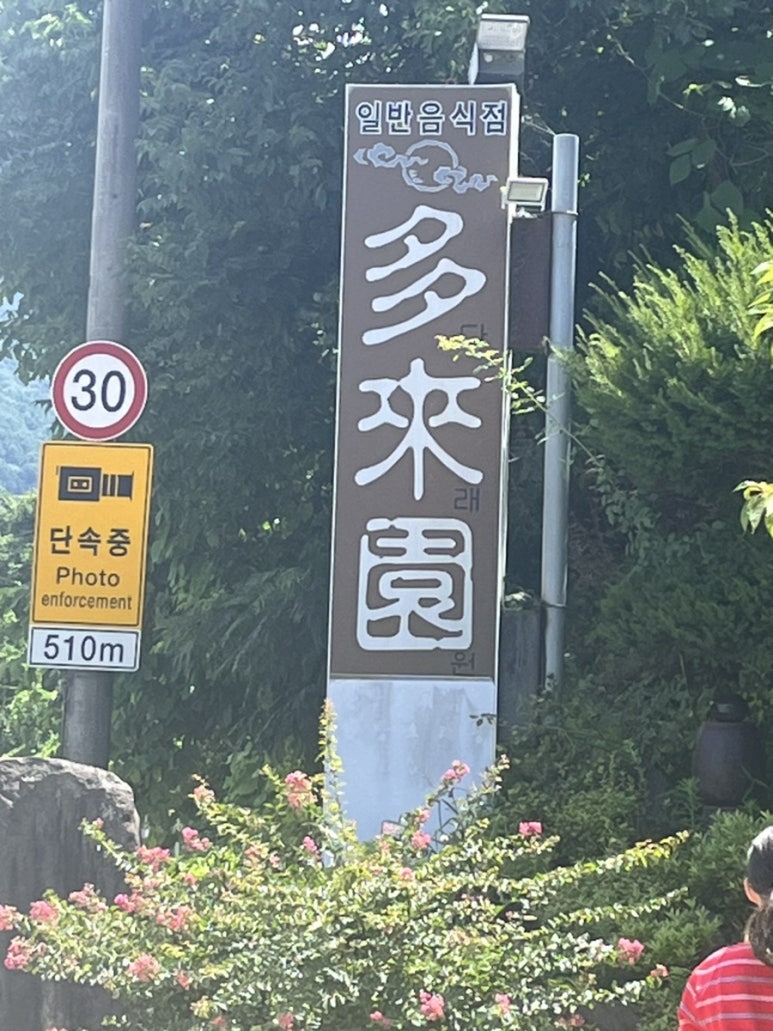 일반음식점
多
다
來
래
園
원
30
단속중
Photo
enforcement
510m